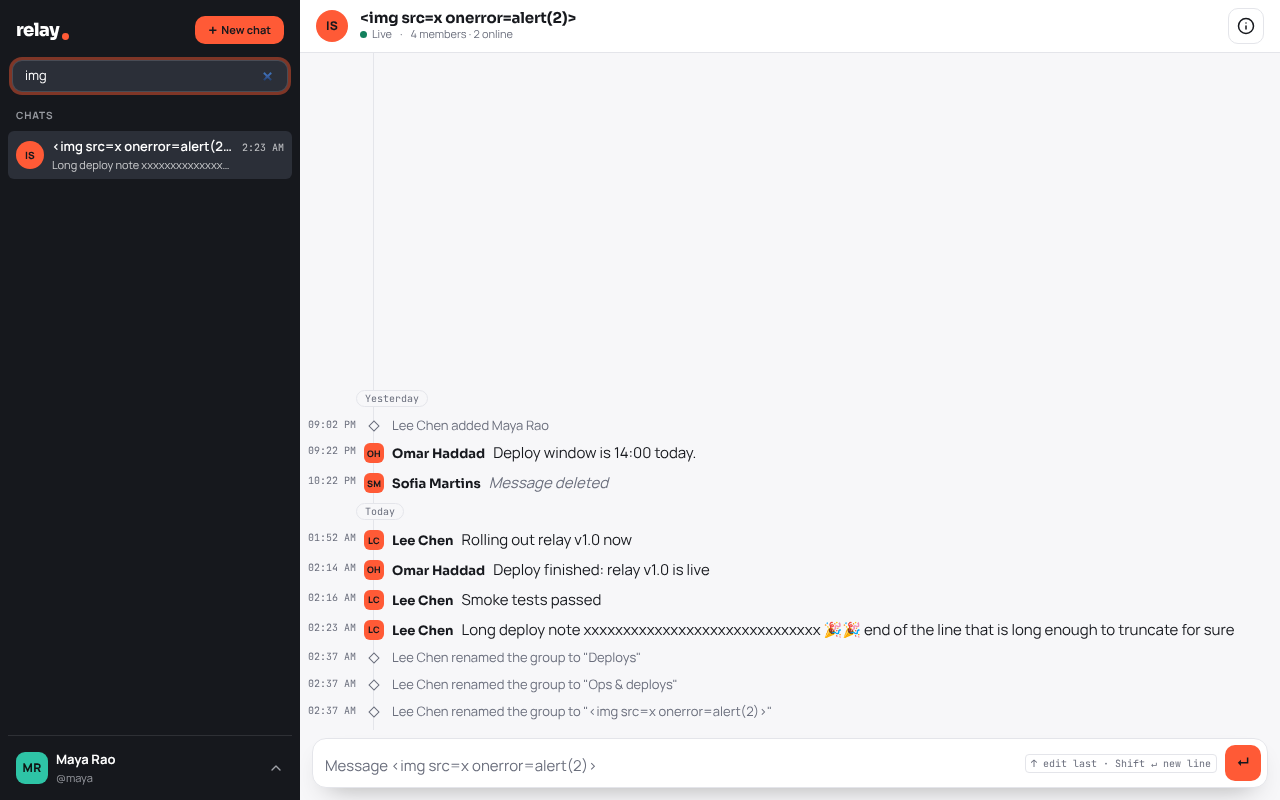 relay.
+ New chat
img
CHATS
IS
<img src=x onerror=alert(2…
2:23 AM
Long deploy note xxxxxxxxxxxxxx…
MR
Maya Rao
@maya
IS
<img src=x onerror=alert(2)>
Live · 4 members · 2 online
Yesterday
09:02 PM Lee Chen added Maya Rao
09:22 PM OH Omar Haddad Deploy window is 14:00 today.
10:22 PM SM Sofia Martins Message deleted
Today
01:52 AM LC Lee Chen Rolling out relay v1.0 now
02:14 AM OH Omar Haddad Deploy finished: relay v1.0 is live
02:16 AM LC Lee Chen Smoke tests passed
02:23 AM LC Lee Chen Long deploy note xxxxxxxxxxxxxxxxxxxxxxxxxxxxxx 🎉🎉 end of the line that is long enough to truncate for sure
02:37 AM Lee Chen renamed the group to "Deploys"
02:37 AM Lee Chen renamed the group to "Ops & deploys"
02:37 AM Lee Chen renamed the group to "<img src=x onerror=alert(2)>"
Message <img src=x onerror=alert(2)>
↑ edit last · Shift ↵ new line